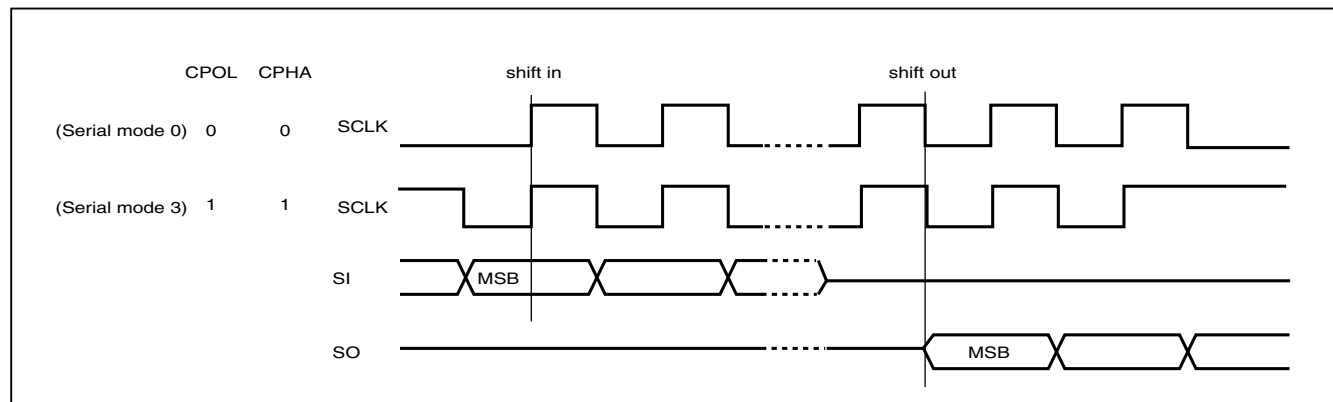 CPOL CPHA shift in shift out
(Serial mode 0) 0 0 SCLK
(Serial mode 3) 1 1 SCLK
SI MSB
SO MSB